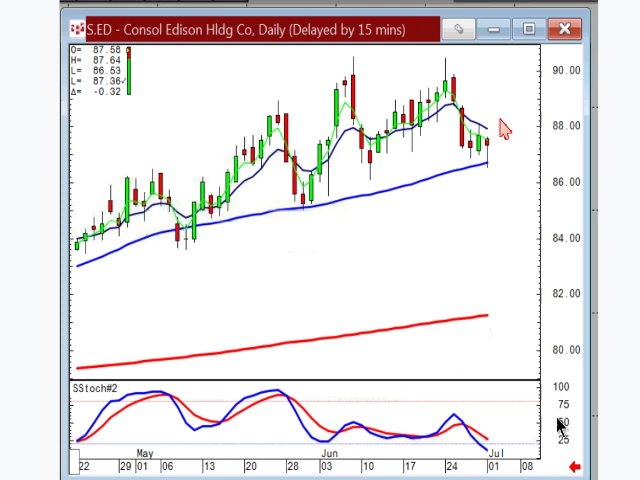 S.ED - Consol Edison Hldg Co, Daily (Delayed by 15 mins)
O= 87.58
H= 87.64
L= 86.53
L= 87.36✓
Δ= -0.32
90.00
88.00
86.00
84.00
82.00
80.00
SStoch#2
100
75
50
25
May Jun Jul
22 29 01 06 13 20 28 03 10 17 24 01 08